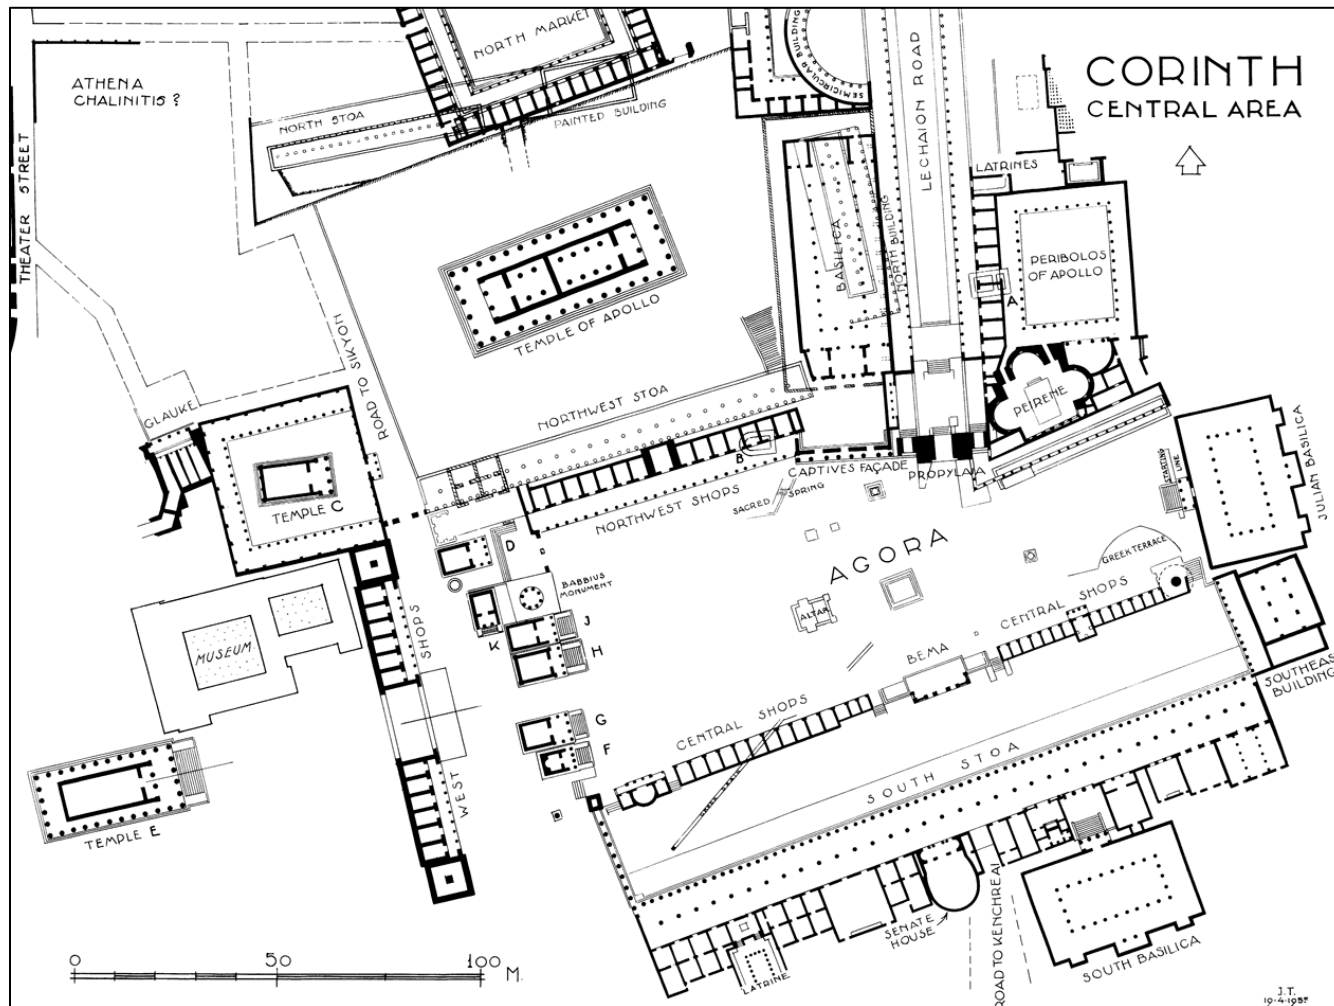 CORINTH
CENTRAL AREA
NORTH MARKET
SEMICIRCULAR BUILDING
LECHAION ROAD
ATHENA
CHALINITIS ?
NORTH STOA
PAINTED BUILDING
THEATER STREET
LATRINES
BASILICA
NORTH BUILDING
PERIBOLOS
OF APOLLO
A
TEMPLE OF APOLLO
ROAD TO SIKYON
GLAUKE
NORTHWEST STOA
PEIRENE
B
CAPTIVES FAÇADE
PROPYLAIA
STARTING
LINE
JULIAN BASILICA
TEMPLE C
NORTHWEST SHOPS
SACRED
SPRING
D
AGORA
GREEK TERRACE
BABBIUS
MONUMENT
ALTAR
CENTRAL SHOPS
MUSEUM
SHOPS
J
K
H
BEMA
SOUTHEAST
BUILDING
G
CENTRAL SHOPS
F
SOUTH STOA
WEST
TEMPLE E
SENATE
HOUSE
ROAD TO KENCHREAI
SOUTH BASILICA
LATRINE
0 50 100 M.
J.T.
19-4-1957